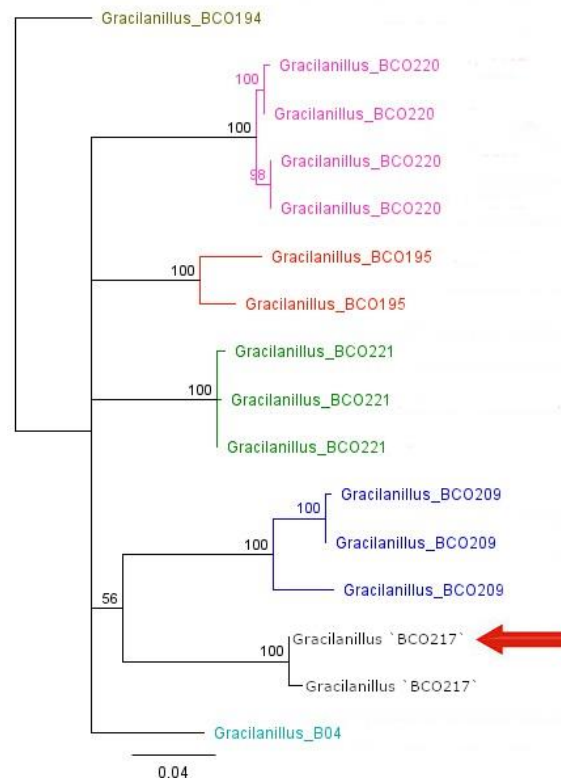 Gracilanillus_BCO194
100
Gracilanillus_BCO220
Gracilanillus_BCO220
100
Gracilanillus_BCO220
98
Gracilanillus_BCO220
Gracilanillus_BCO195
100
Gracilanillus_BCO195
Gracilanillus_BCO221
100
Gracilanillus_BCO221
Gracilanillus_BCO221
Gracilanillus_BCO209
100
Gracilanillus_BCO209
100
Gracilanillus_BCO209
56
Gracilanillus `BCO217`
100
Gracilanillus `BCO217`
Gracilanillus_B04
0.04